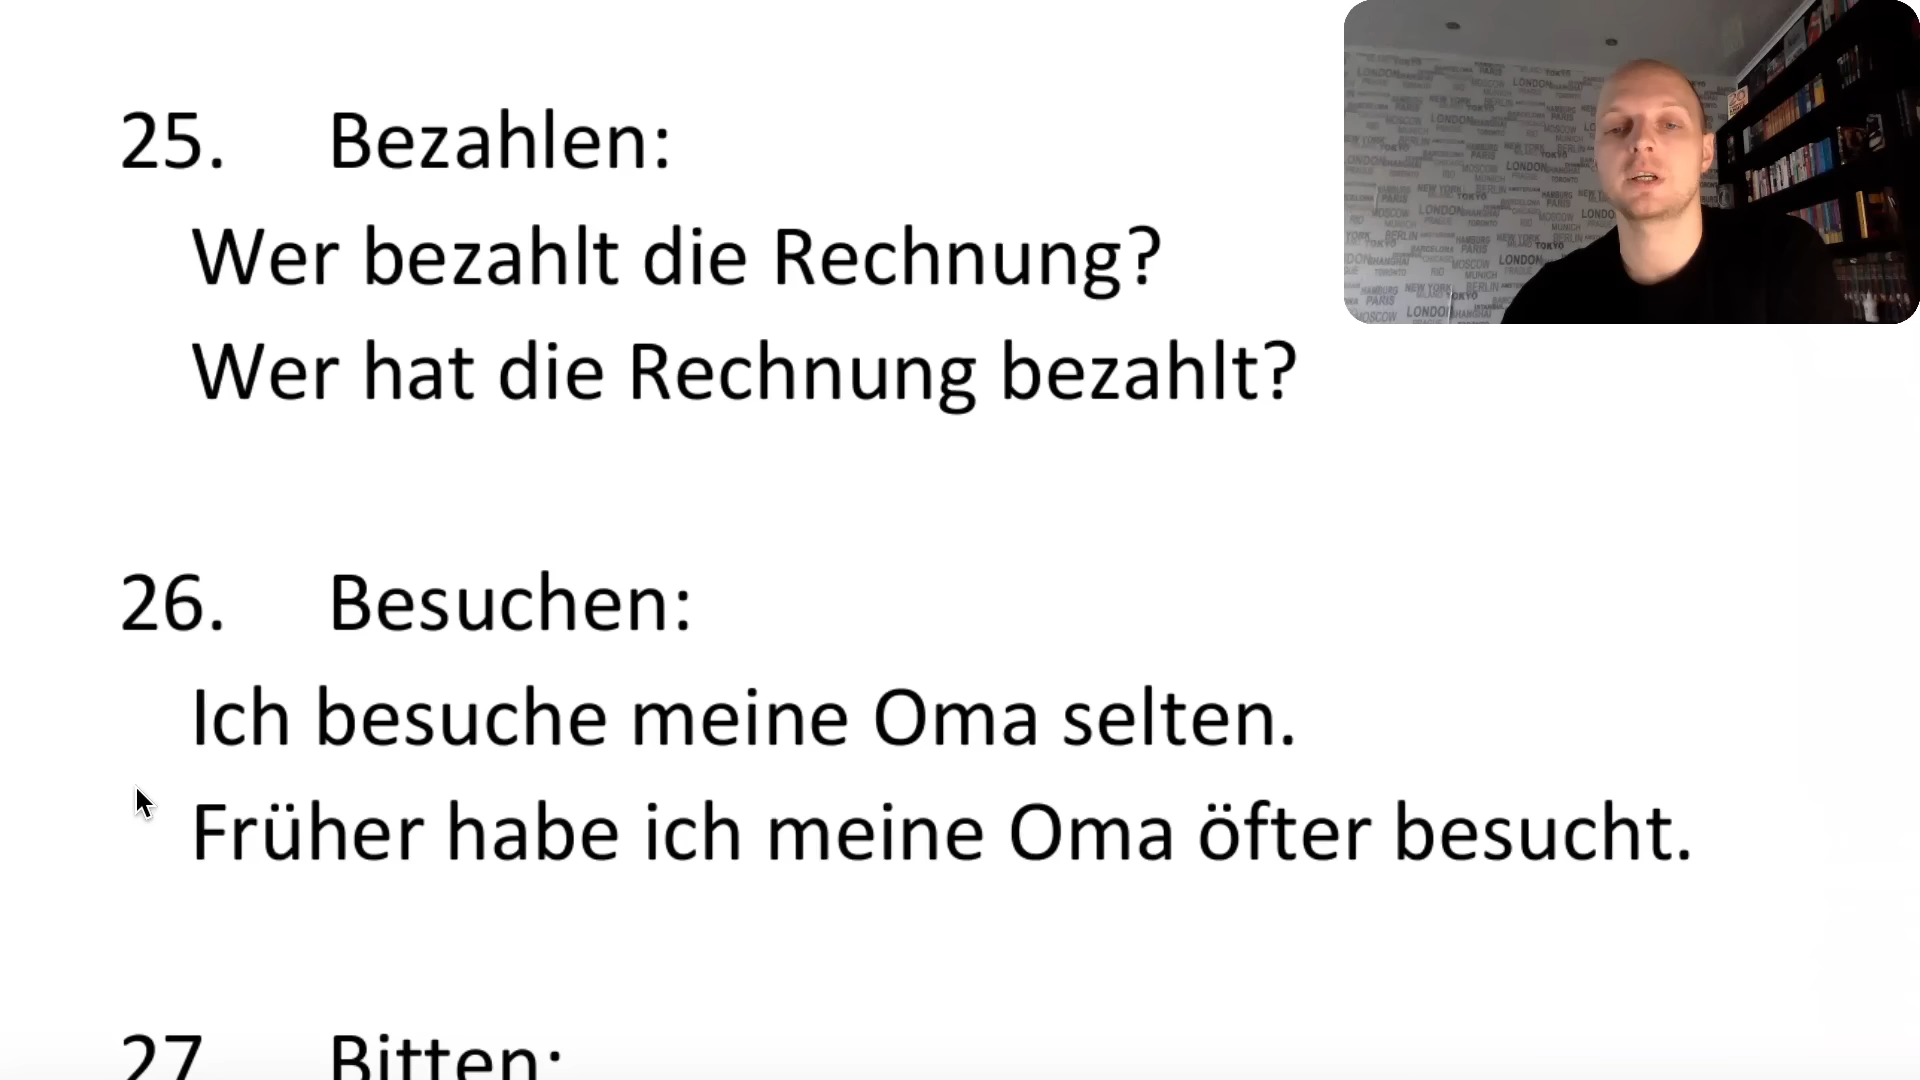 25. Bezahlen:
Wer bezahlt die Rechnung?
Wer hat die Rechnung bezahlt?
26. Besuchen:
Ich besuche meine Oma selten.
Früher habe ich meine Oma öfter besucht.
27 Bitten: